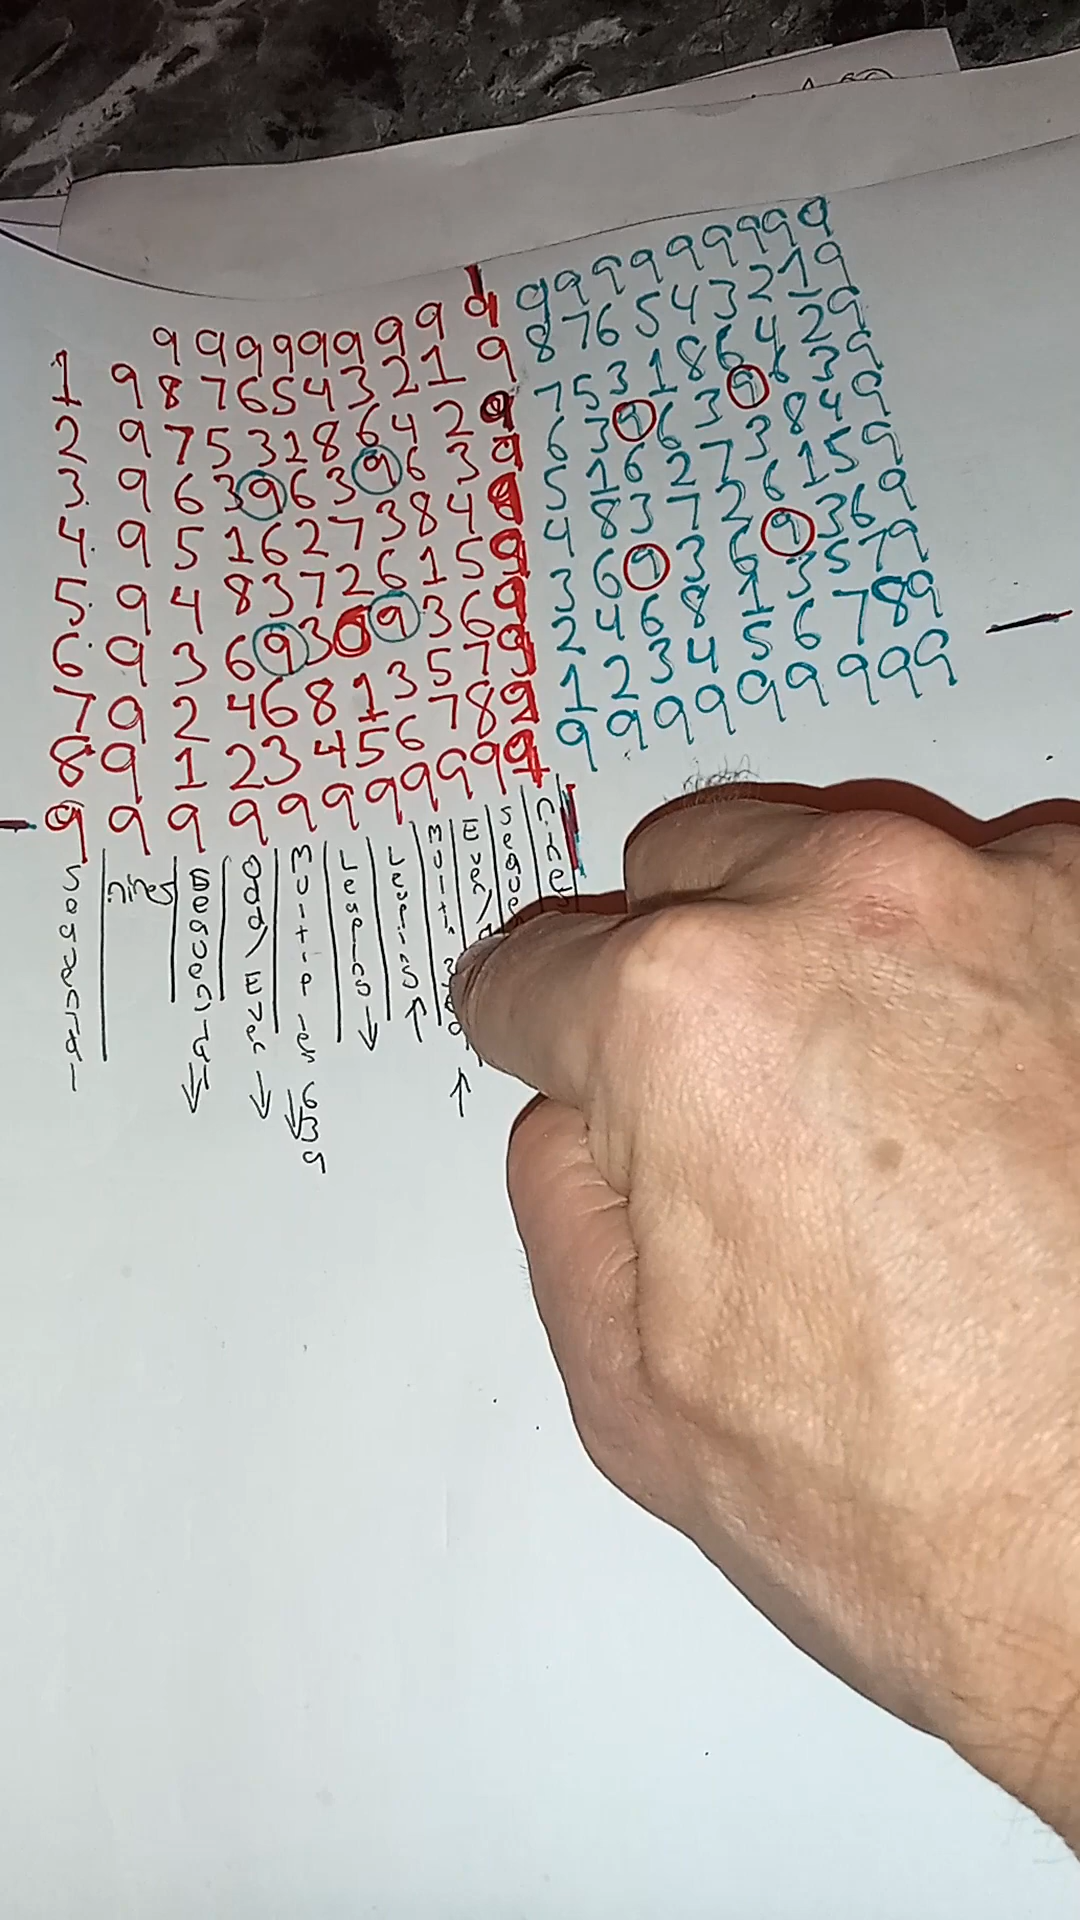 9 9 9 9 9 9 9 9 9 9 9 9 9 9 9 9 9 9
1 9 8 7 6 5 4 3 2 1 9 8 7 6 5 4 3 2 1 9
2 9 7 5 3 1 8 6 4 2 9 7 5 3 1 8 6 4 2 9
3. 9 6 3 9 6 3 9 6 3 9 6 3 9 6 3 9 6 3 9
4. 9 5 1 6 2 7 3 8 4 9 5 1 6 2 7 3 8 4 9
5. 9 4 8 3 7 2 6 1 5 9 4 8 3 7 2 6 1 5 9
6. 9 3 6 9 3 9 3 6 9 3 6 9 3 6 9 3 6 9
7 9 2 4 6 8 1 3 5 7 9 2 4 6 8 1 3 5 7 9
8 9 1 2 3 4 5 6 7 8 9 1 2 3 4 5 6 7 8 9
9 9 9 9 9 9 9 9 9 9 9 9 9 9 9 9 9 9 9 9
Sequential
nines
Sequential ↓
Odd/Even ↓
Multiples ↓ 6 3 9
Leaping ↓
Leaping ↑
↑
nines